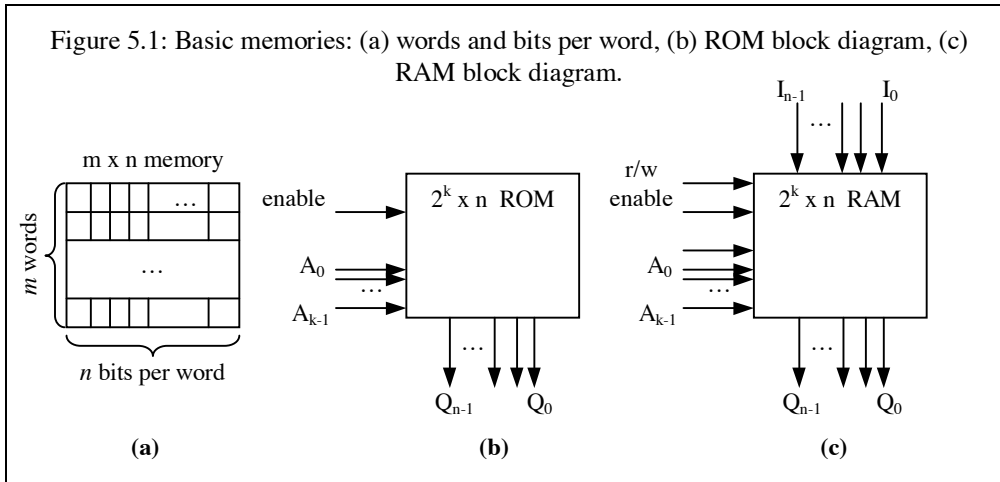 Figure 5.1: Basic memories: (a) words and bits per word, (b) ROM block diagram, (c)
RAM block diagram.
m x n memory
…
…
m words
n bits per word
(a)
enable
2^k x n ROM
A_0
…
A_{k-1}
…
Q_{n-1} Q_0
(b)
I_{n-1} I_0
…
r/w
enable
2^k x n RAM
A_0
…
A_{k-1}
…
Q_{n-1} Q_0
(c)